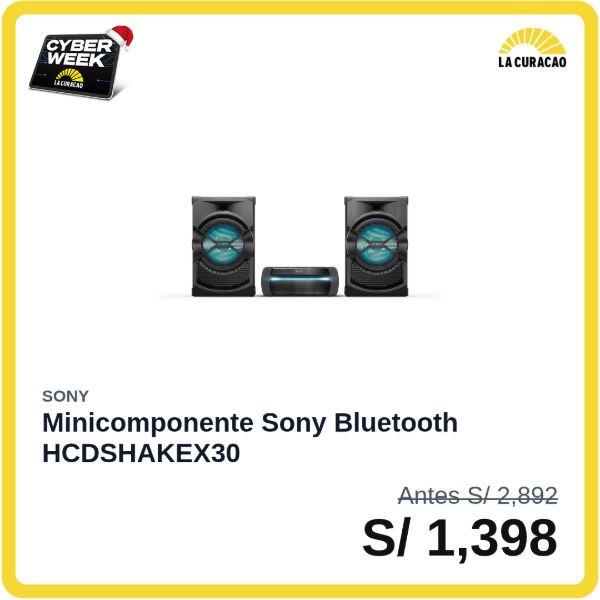 CYBER
WEEK
LA CURACAO
LA CURACAO
SONY
Minicomponente Sony Bluetooth
HCDSHAKEX30
Antes S/ 2,892
S/ 1,398